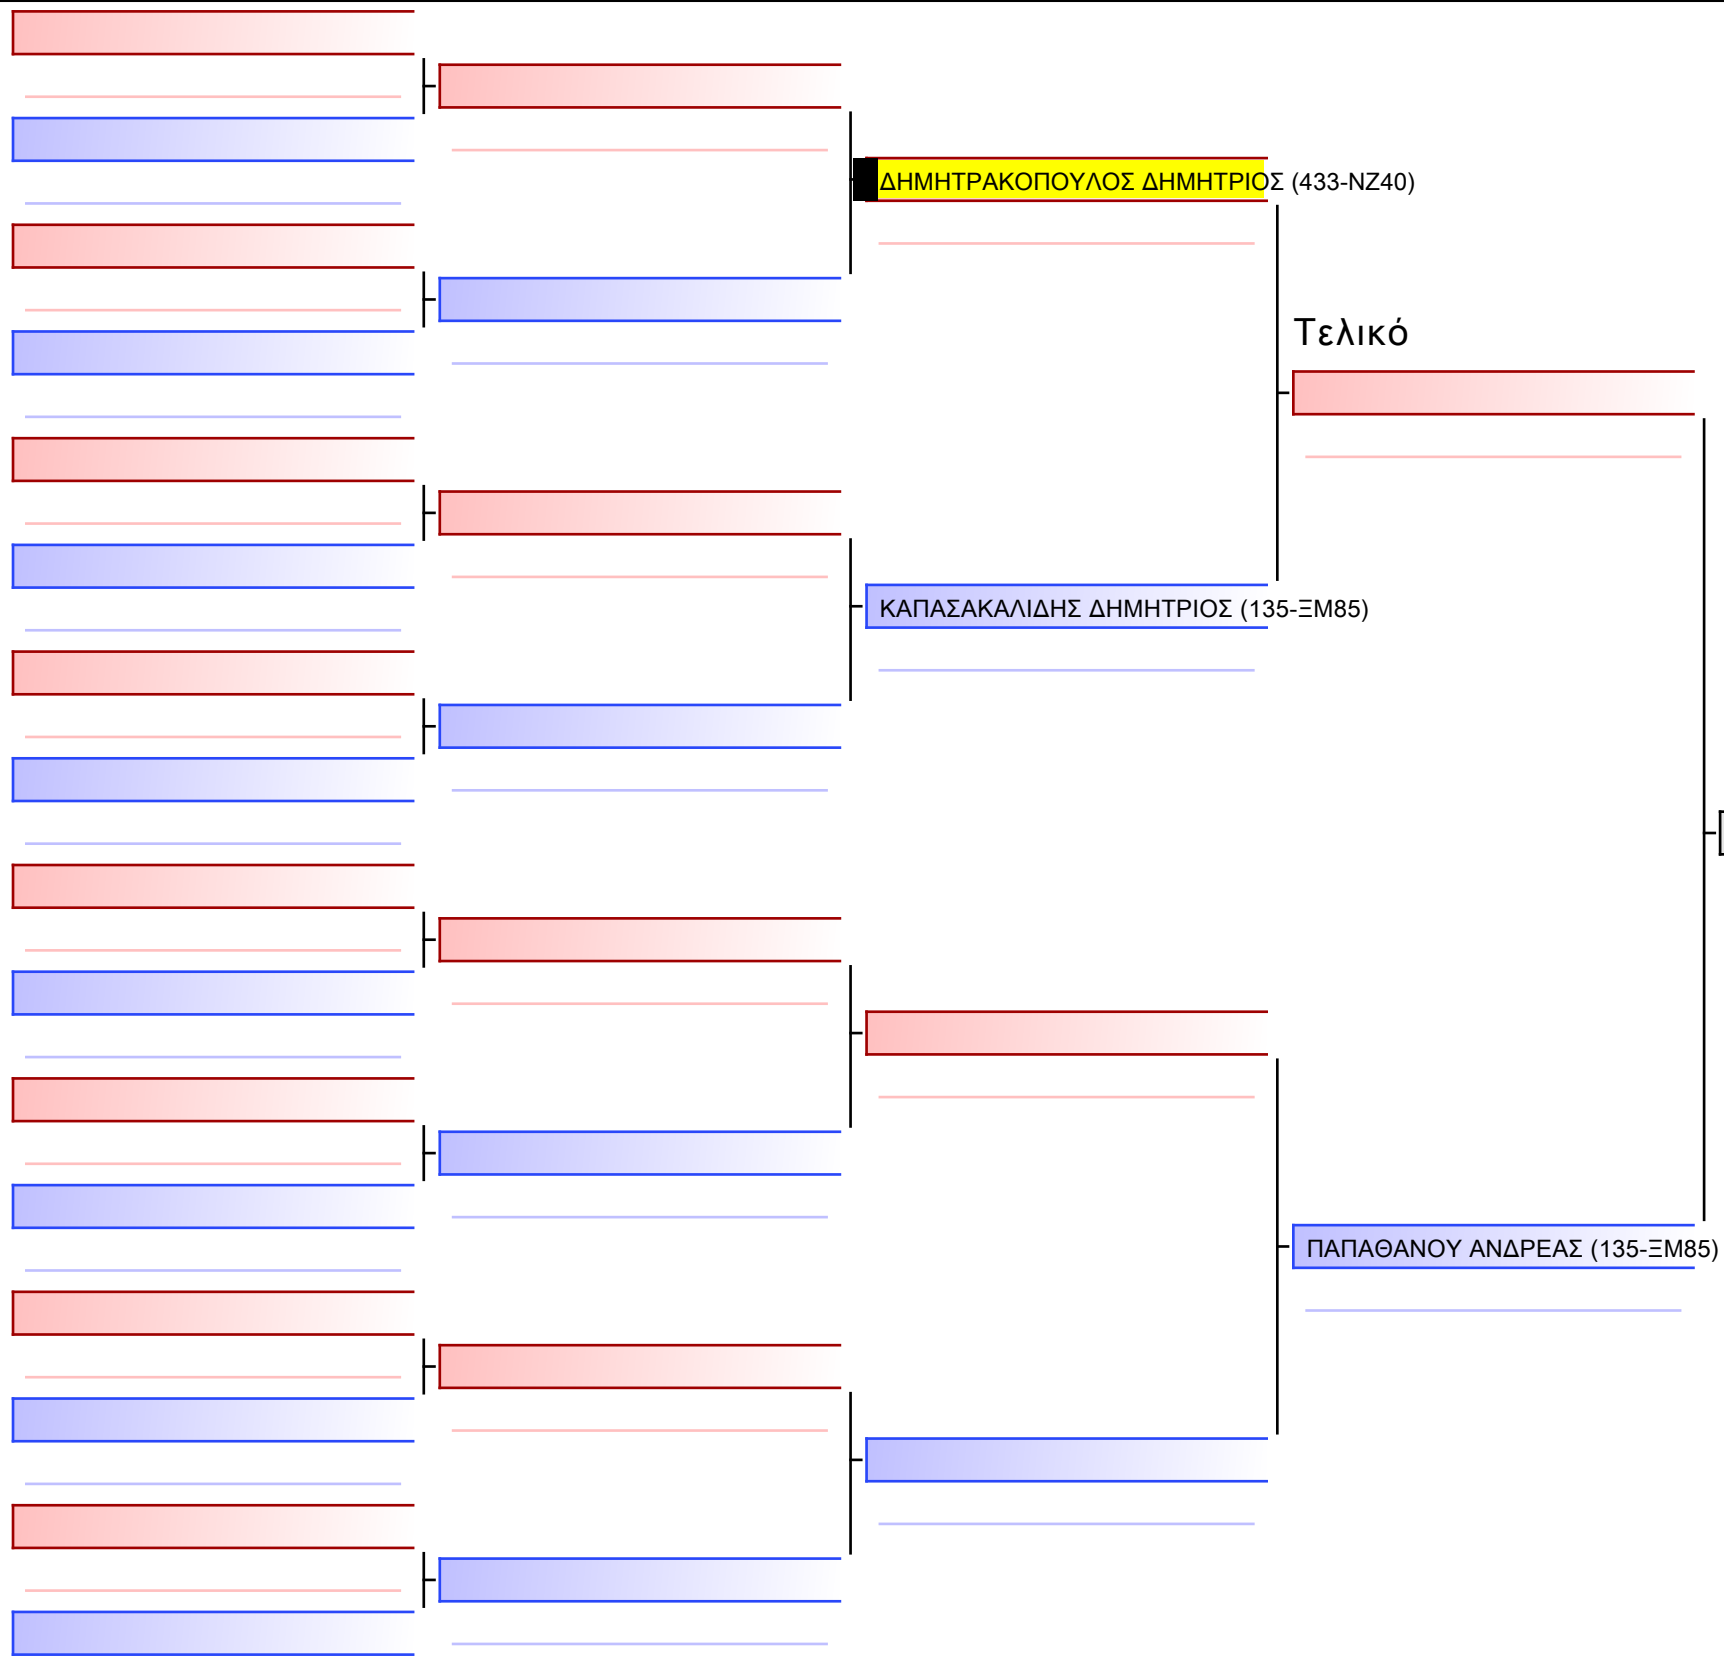 ΔΗΜΗΤΡΑΚΟΠΟΥΛΟΣ ΔΗΜΗΤΡΙΟΣ (433-ΝΖ40)
Τελικό
ΚΑΠΑΣΑΚΑΛΙΔΗΣ ΔΗΜΗΤΡΙΟΣ (135-ΞΜ85)
ΠΑΠΑΘΑΝΟΥ ΑΝΔΡΕΑΣ (135-ΞΜ85)